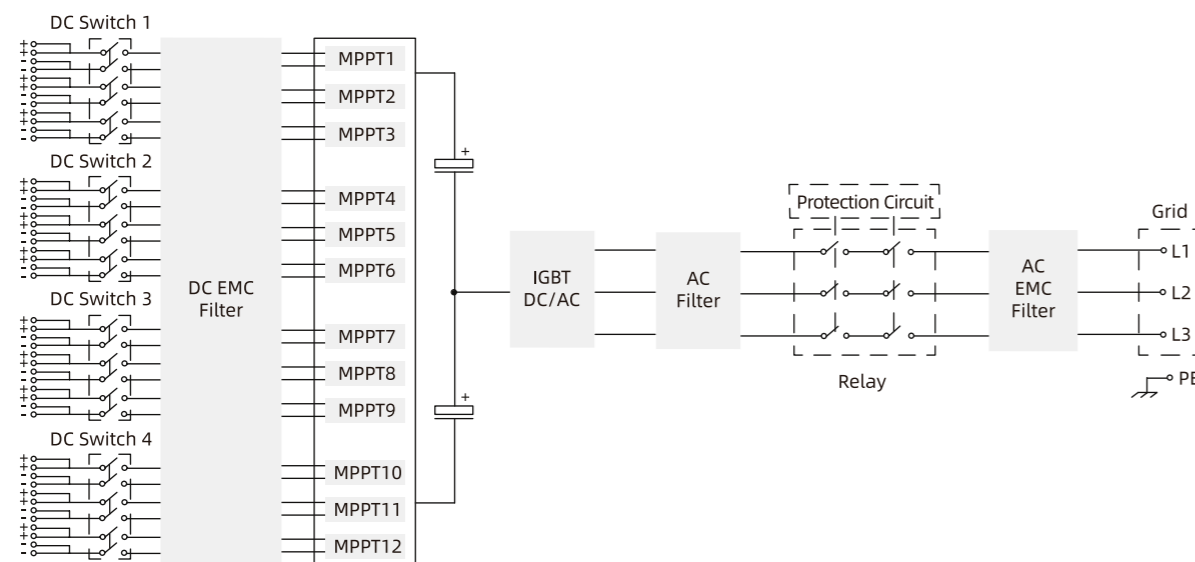 DC Switch 1
DC Switch 2
DC Switch 3
DC Switch 4
DC EMC
Filter
MPPT1
MPPT2
MPPT3
MPPT4
MPPT5
MPPT6
MPPT7
MPPT8
MPPT9
MPPT10
MPPT11
MPPT12
+
+
IGBT
DC/AC
AC
Filter
Protection Circuit
Relay
AC
EMC
Filter
Grid
L1
L2
L3